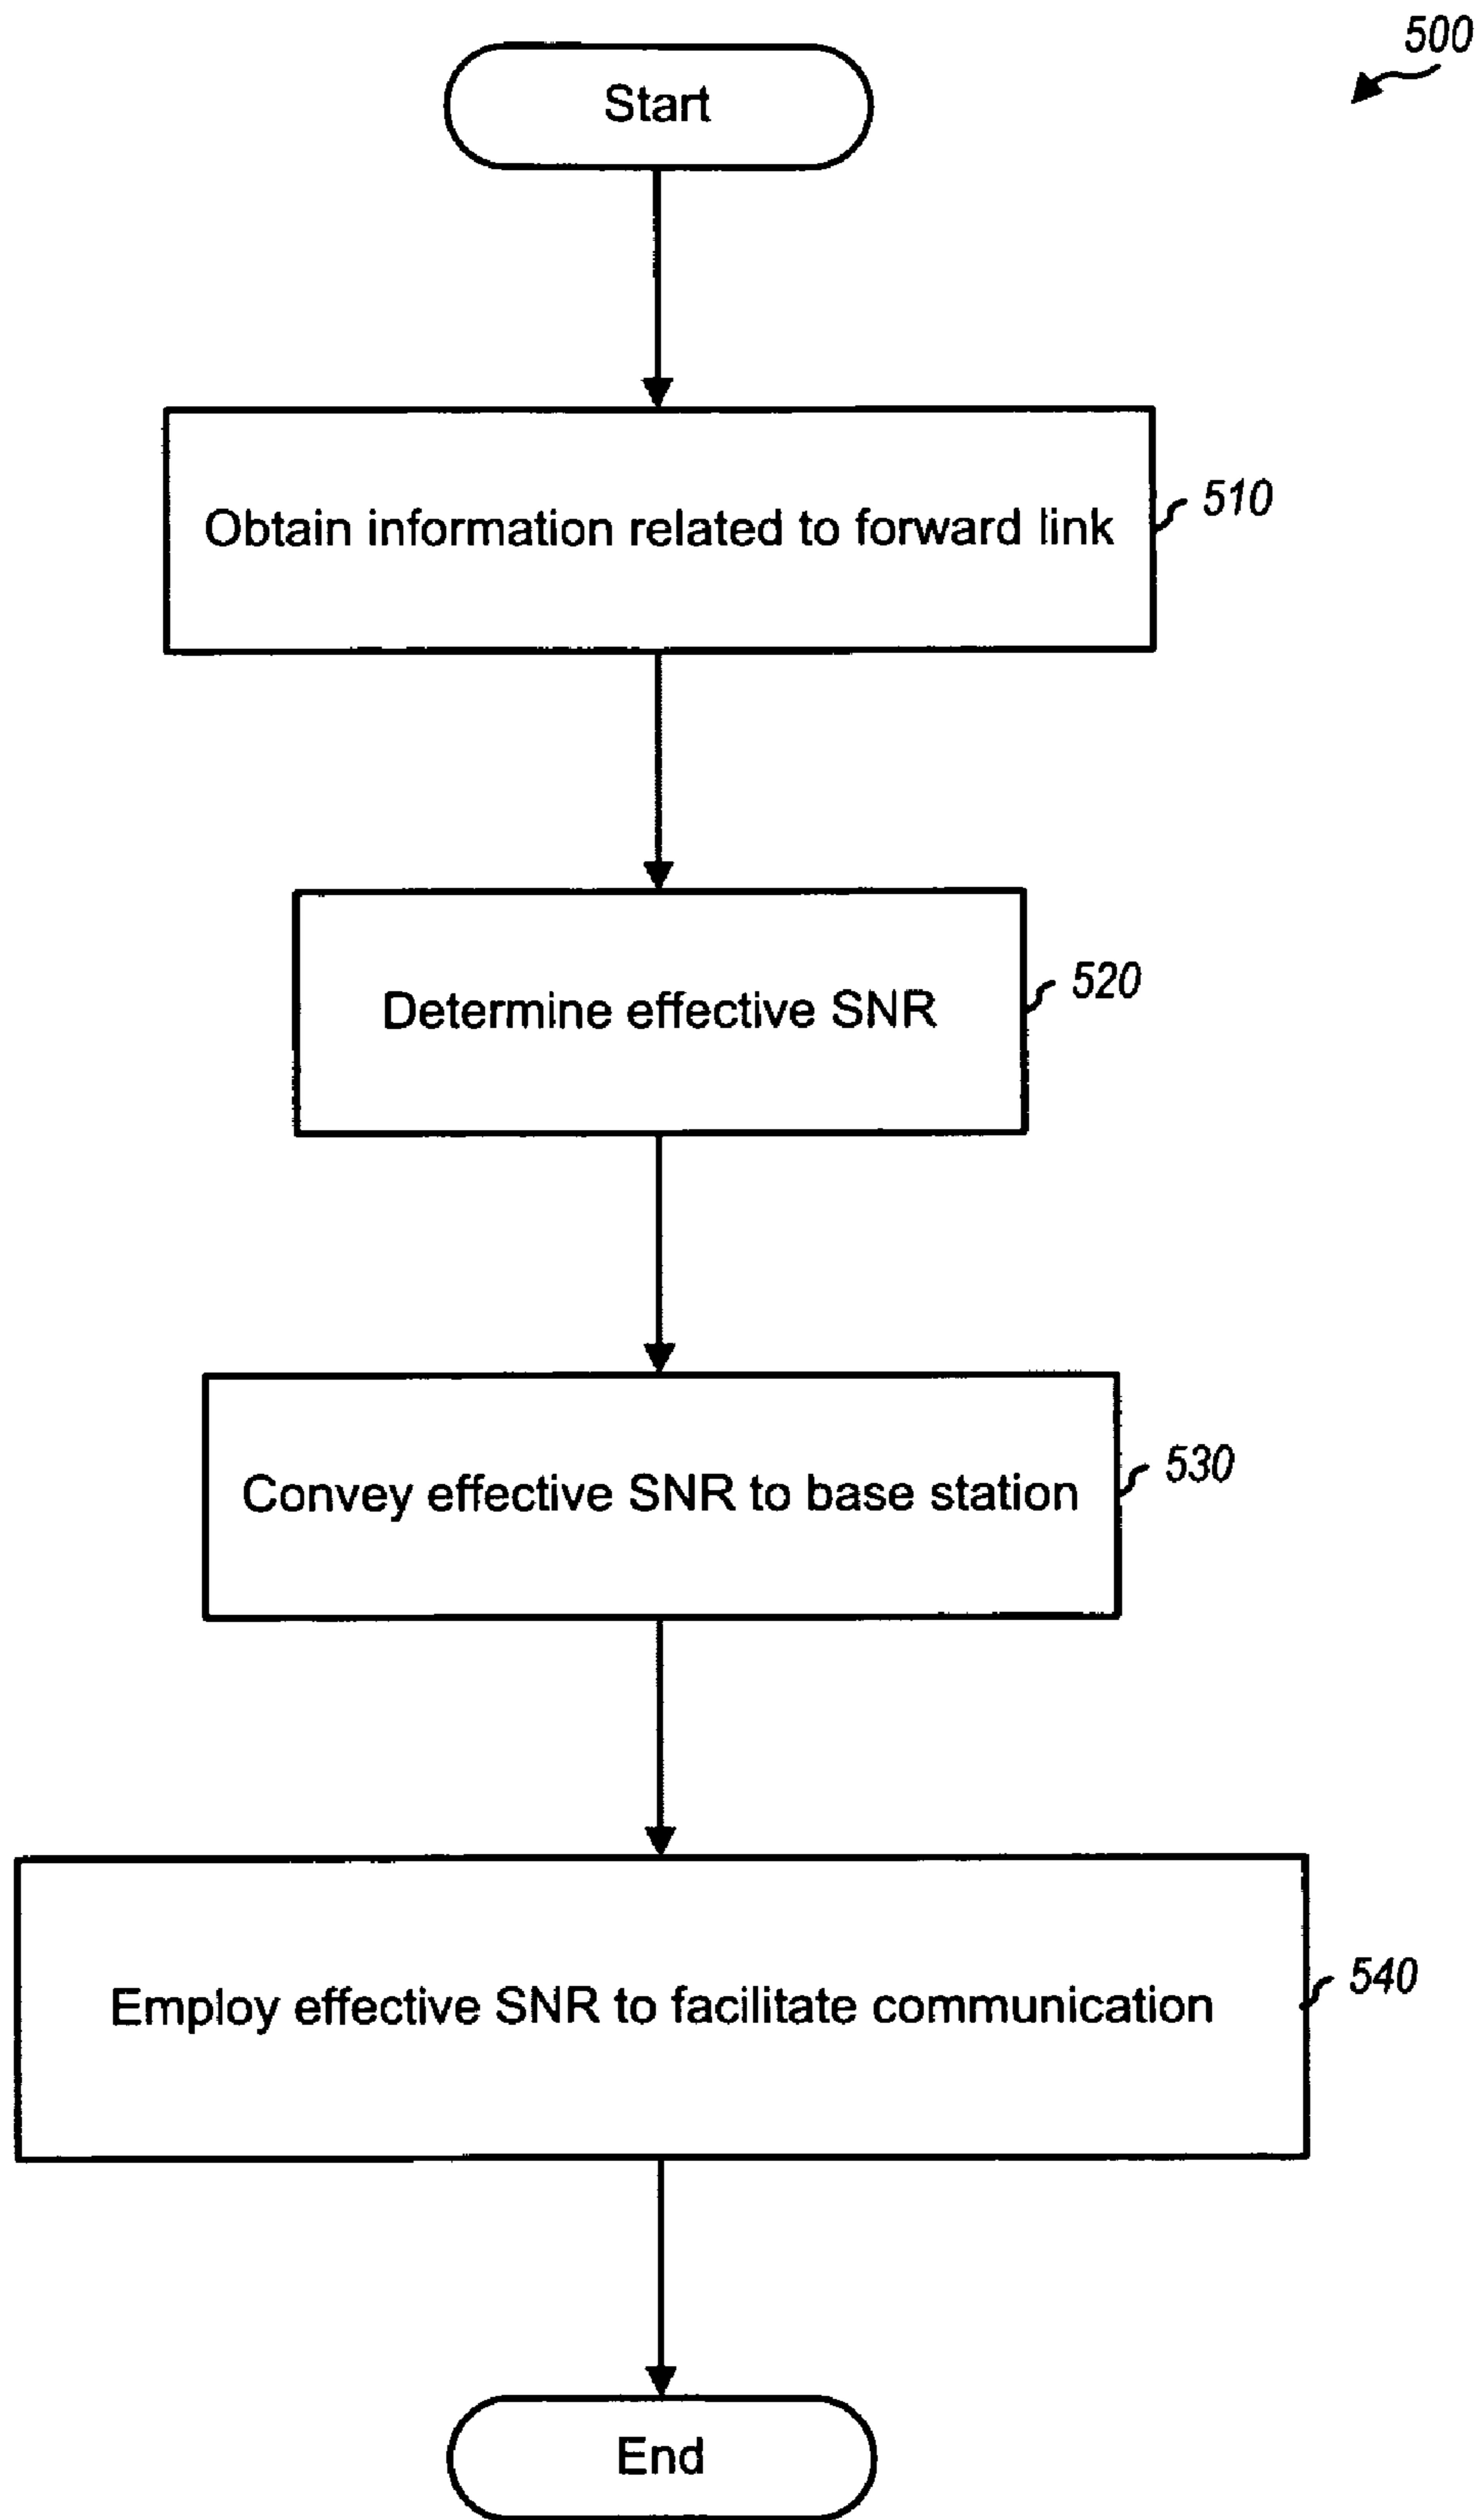 500
Start
Obtain information related to forward link
510
Determine effective SNR
520
Convey effective SNR to base station
530
Employ effective SNR to facilitate communication
540
End